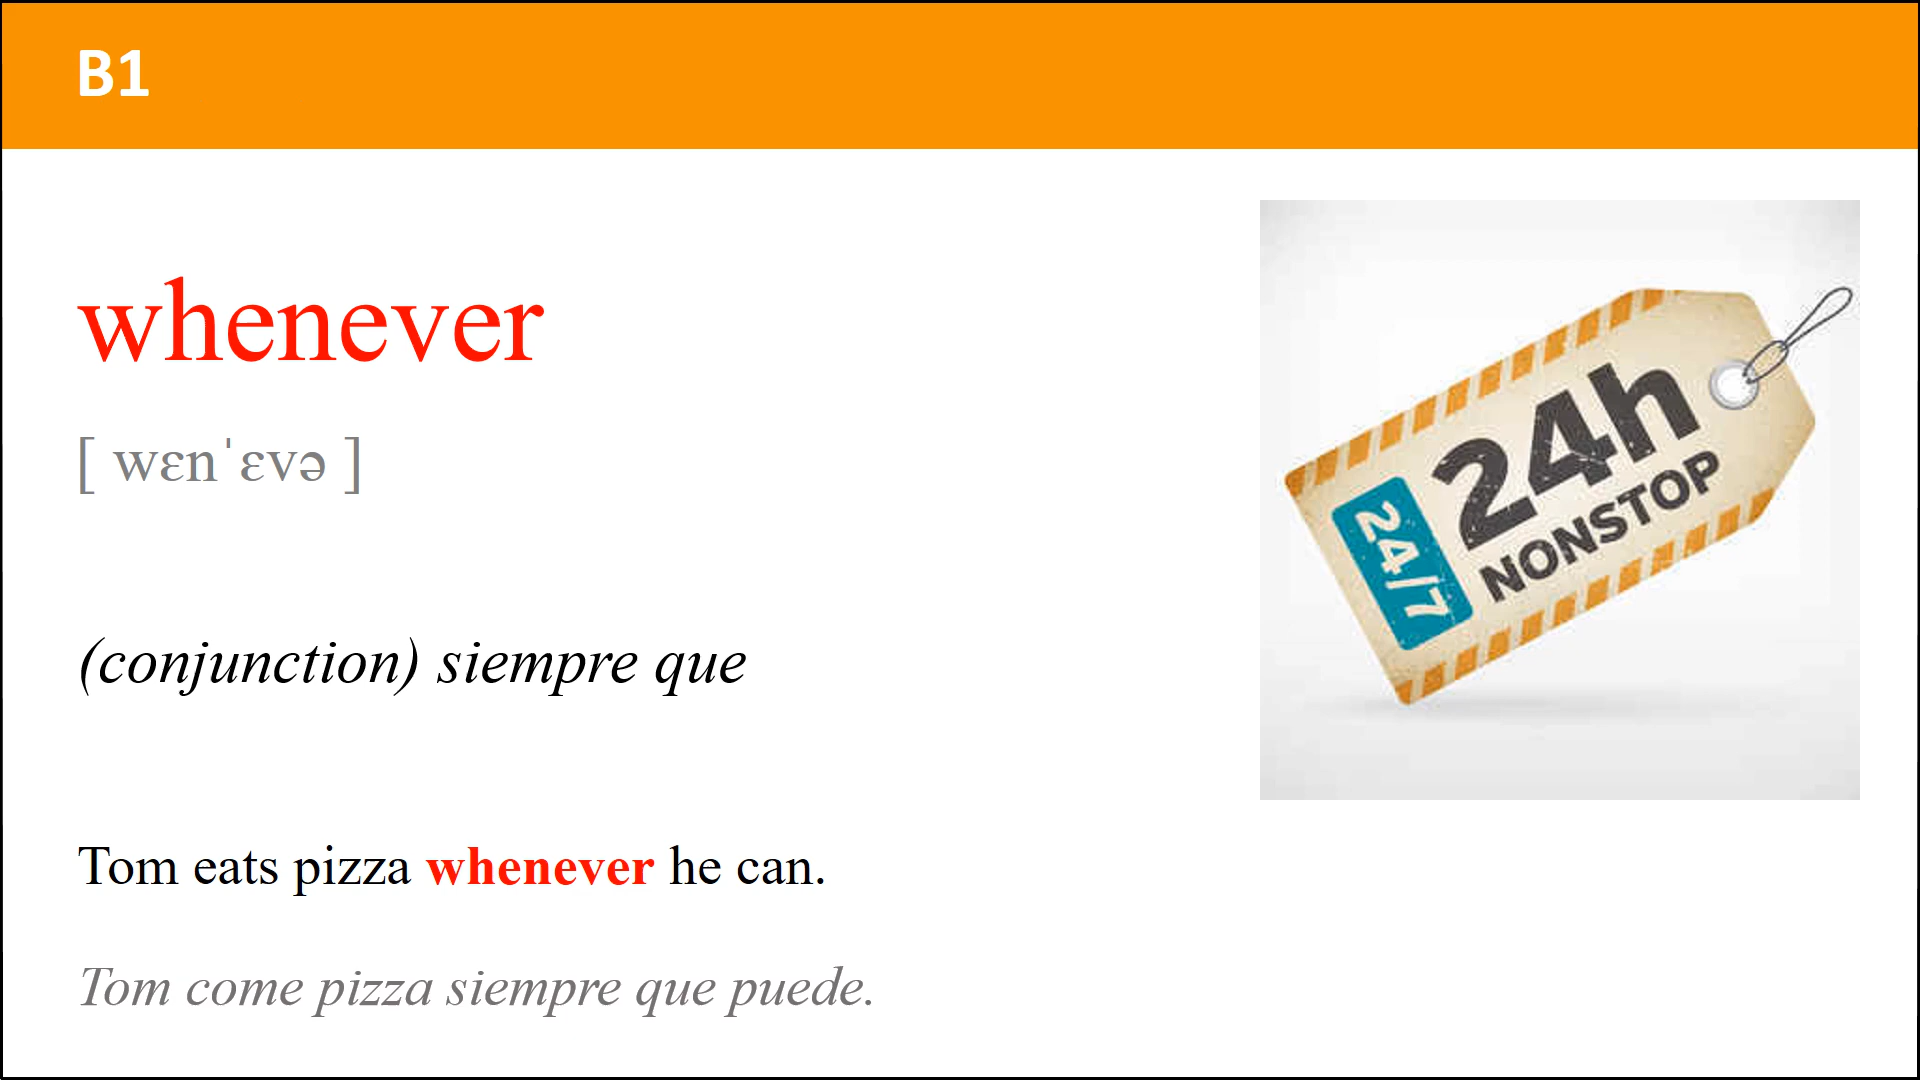 B1
whenever
[ wɛnˈɛvə ]
(conjunction) siempre que
Tom eats pizza whenever he can.
Tom come pizza siempre que puede.
24h
NONSTOP
24/7